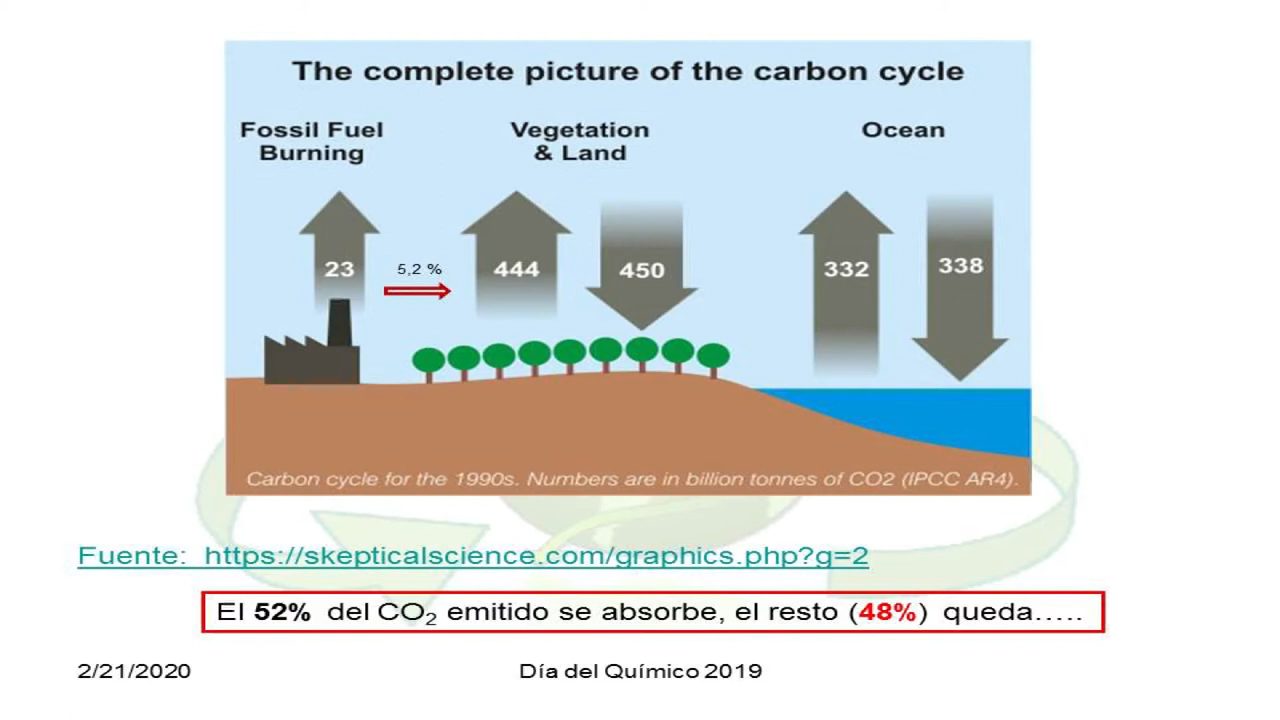 The complete picture of the carbon cycle
Fossil Fuel
Burning
Vegetation
& Land
Ocean
23
5,2 %
444
450
332
338
Carbon cycle for the 1990s. Numbers are in billion tonnes of CO2 (IPCC AR4).
Fuente: https://skepticalscience.com/graphics.php?g=2
El 52% del CO₂ emitido se absorbe, el resto (48%) queda…..
2/21/2020
Día del Químico 2019